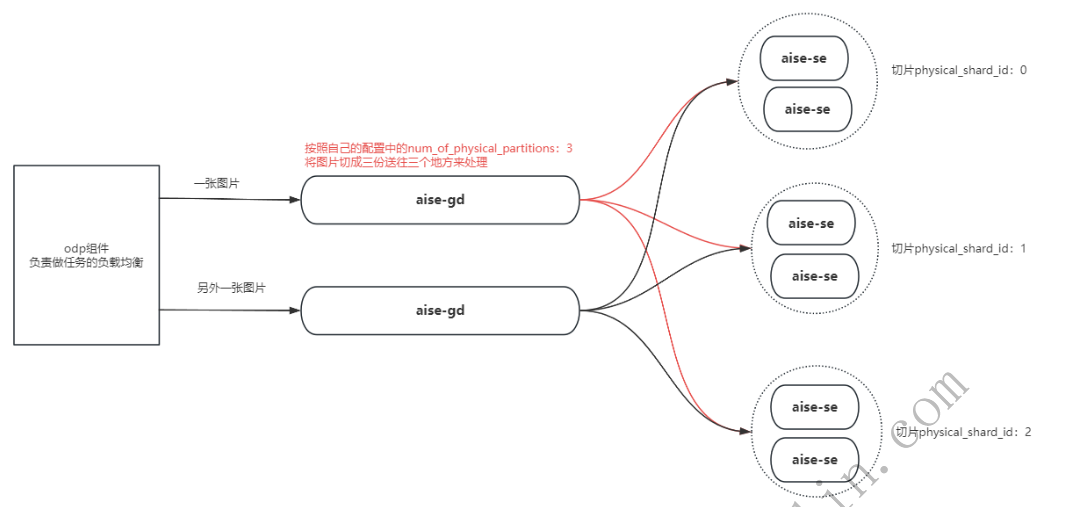 aise-se
切片physical_shard_id：0
aise-se
按照自己的配置中的num_of_physical_partitions：3
将图片切成三份送往三个地方来处理
一张图片
aise-gd
aise-se
odp组件
负责做任务的负载均衡
切片physical_shard_id：1
aise-se
另外一张图片
aise-gd
aise-se
切片physical_shard_id：2
aise-se
in.com